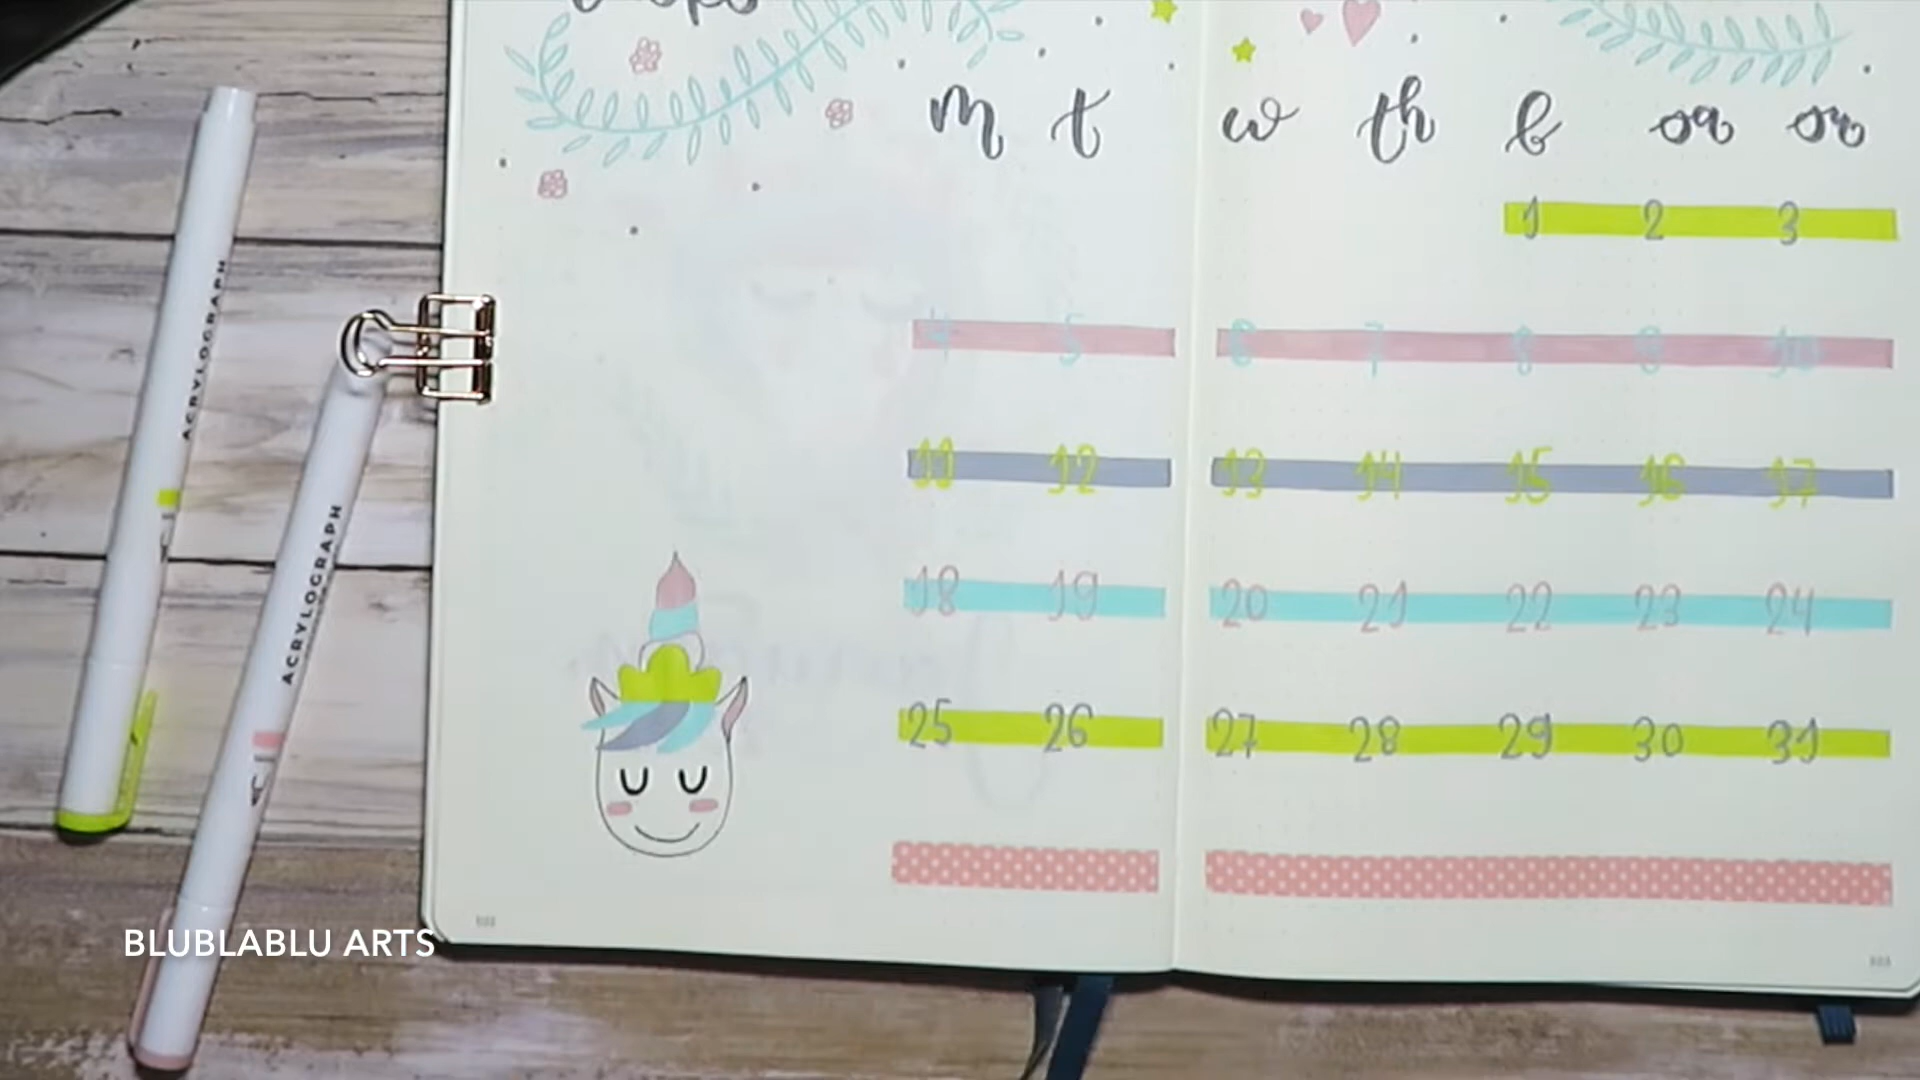 m t w th f sa su
1 2 3
4 5 6 7 8 9 10
11 12 13 14 15 16 17
18 19 20 21 22 23 24
25 26 27 28 29 30 31
ACRYLOGRAPH
ACRYLOGRAPH
BLUBLABLU ARTS